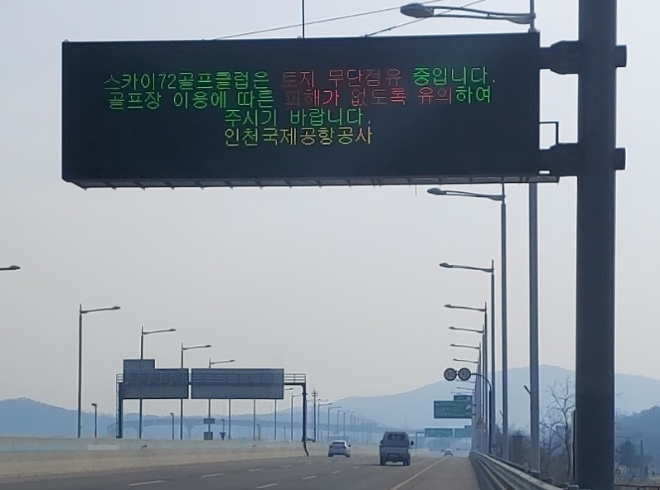 스카이72골프클럽은 토지 무단점유 중입니다.
골프장 이용에 따른 피해가 없도록 유의하여
주시기 바랍니다.
인천국제공항공사